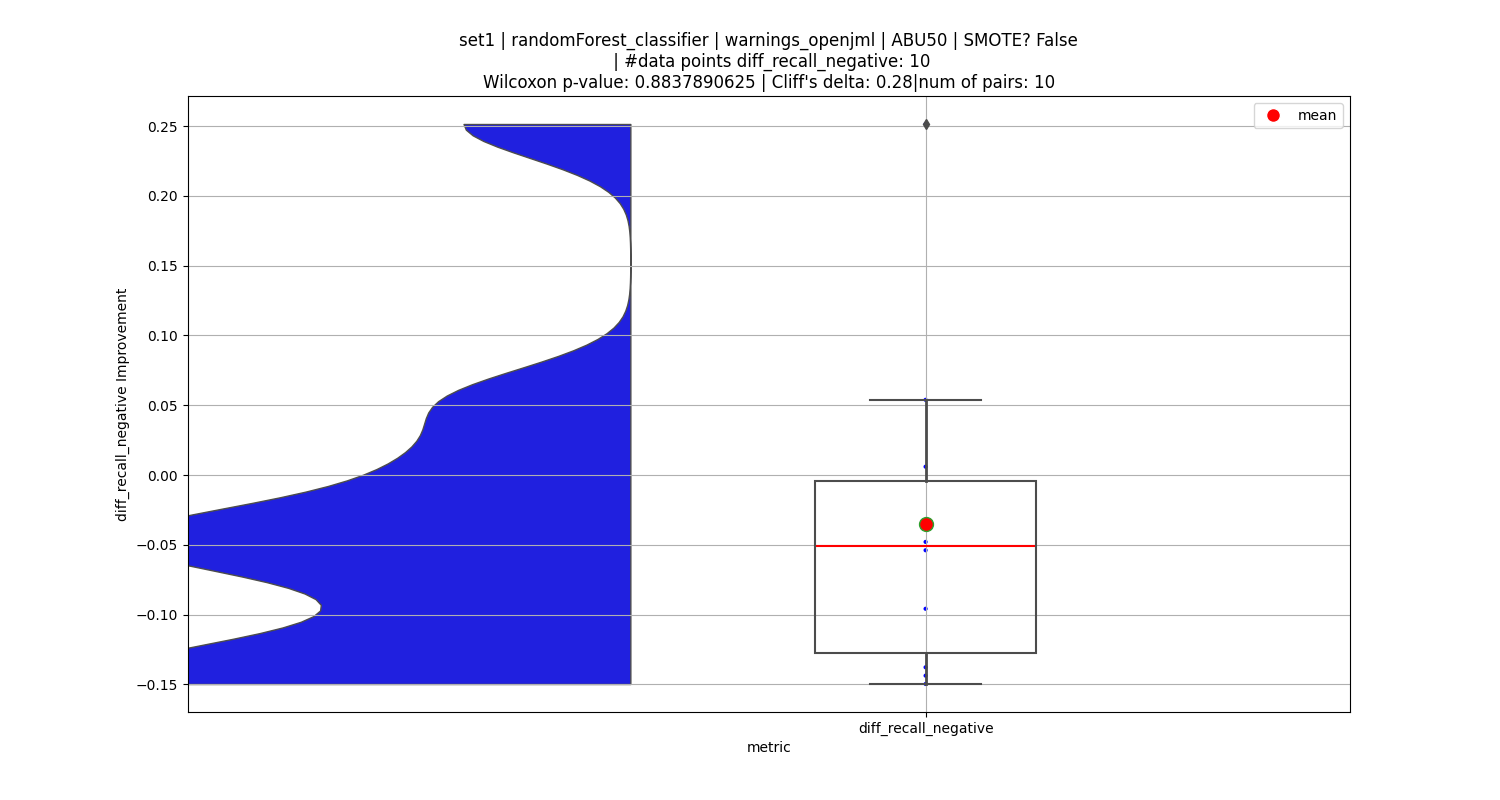 set1 | randomForest_classifier | warnings_openjml | ABU50 | SMOTE? False
| #data points diff_recall_negative: 10
Wilcoxon p-value: 0.8837890625 | Cliff's delta: 0.28|num of pairs: 10
mean
0.25
0.20
0.15
0.10
0.05
0.00
−0.05
−0.10
−0.15
diff_recall_negative Improvement
diff_recall_negative
metric